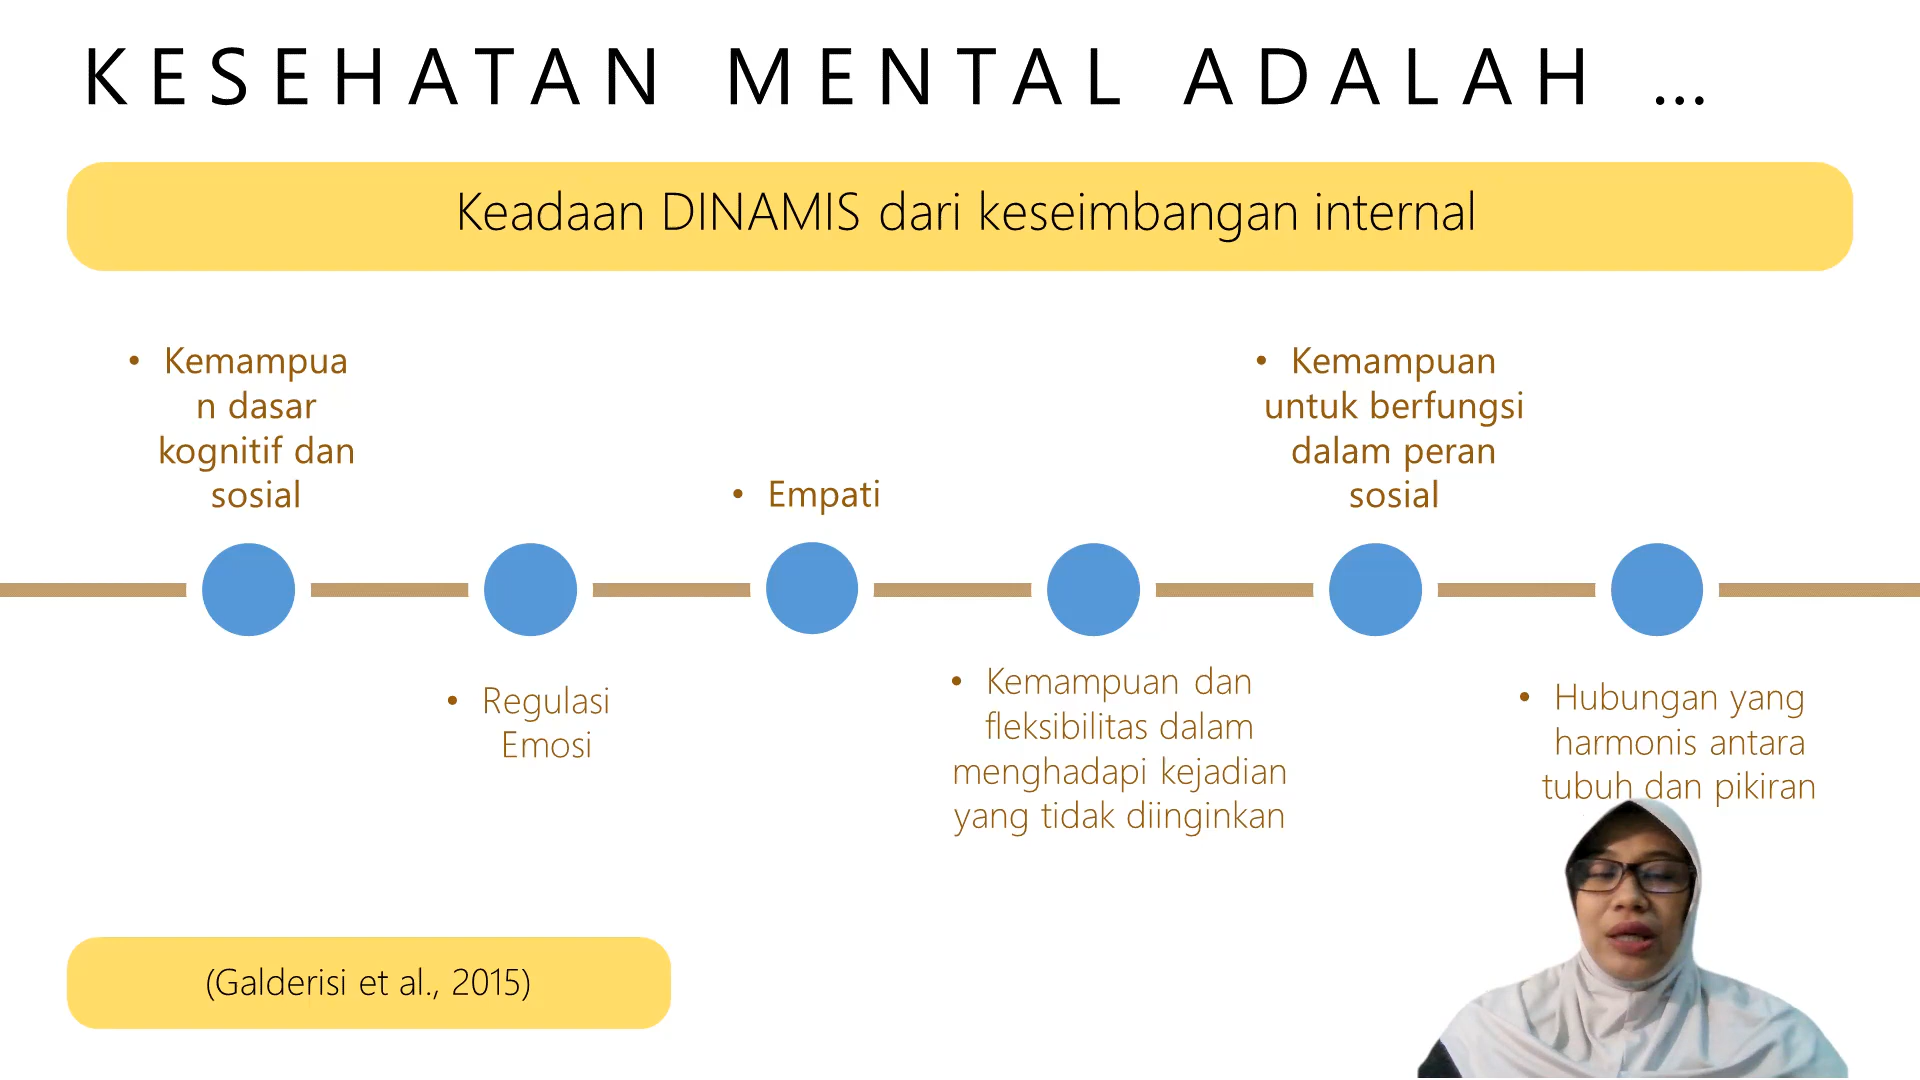 KESEHATAN MENTAL ADALAH ...
Keadaan DINAMIS dari keseimbangan internal
• Kemampua
n dasar
kognitif dan
sosial
• Regulasi
Emosi
• Empati
• Kemampuan dan
fleksibilitas dalam
menghadapi kejadian
yang tidak diinginkan
• Kemampuan
untuk berfungsi
dalam peran
sosial
• Hubungan yang
harmonis antara
tubuh dan pikiran
(Galderisi et al., 2015)